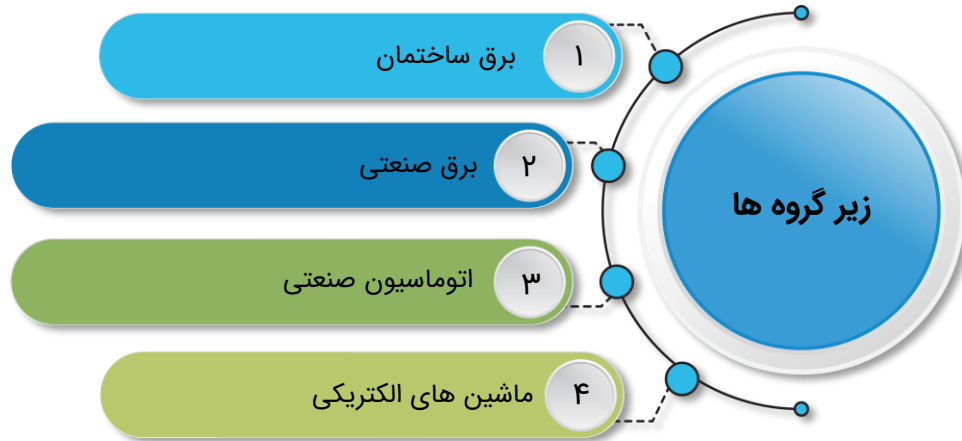 زیر گروه ها
۱ برق ساختمان
۲ برق صنعتی
۳ اتوماسیون صنعتی
۴ ماشین های الکتریکی